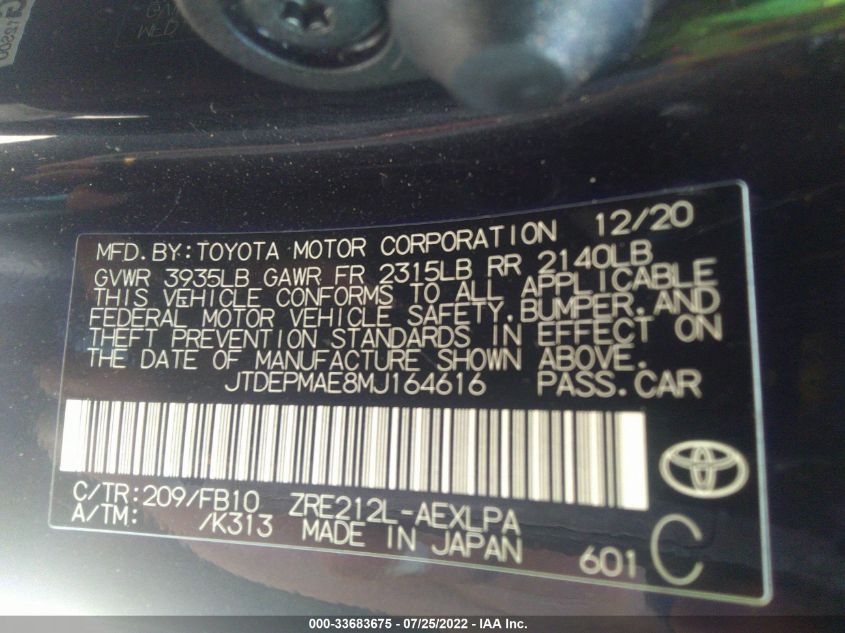 MFD.BY:TOYOTA MOTOR CORPORATION 12/20
GVWR 3935LB GAWR FR 2315LB RR 2140LB
THIS VEHICLE CONFORMS TO ALL APPLICABLE
FEDERAL MOTOR VEHICLE SAFETY,BUMPER,AND
THEFT PREVENTION STANDARDS IN EFFECT ON
THE DATE OF MANUFACTURE SHOWN ABOVE.
JTDEPMAE8MJ164616 PASS.CAR
C/TR:209/FB10 ZRE212L-AEXLPA
A/TM: /K313 MADE IN JAPAN 601 C
000-33683675 / 07/25/2022 - IAA Inc.